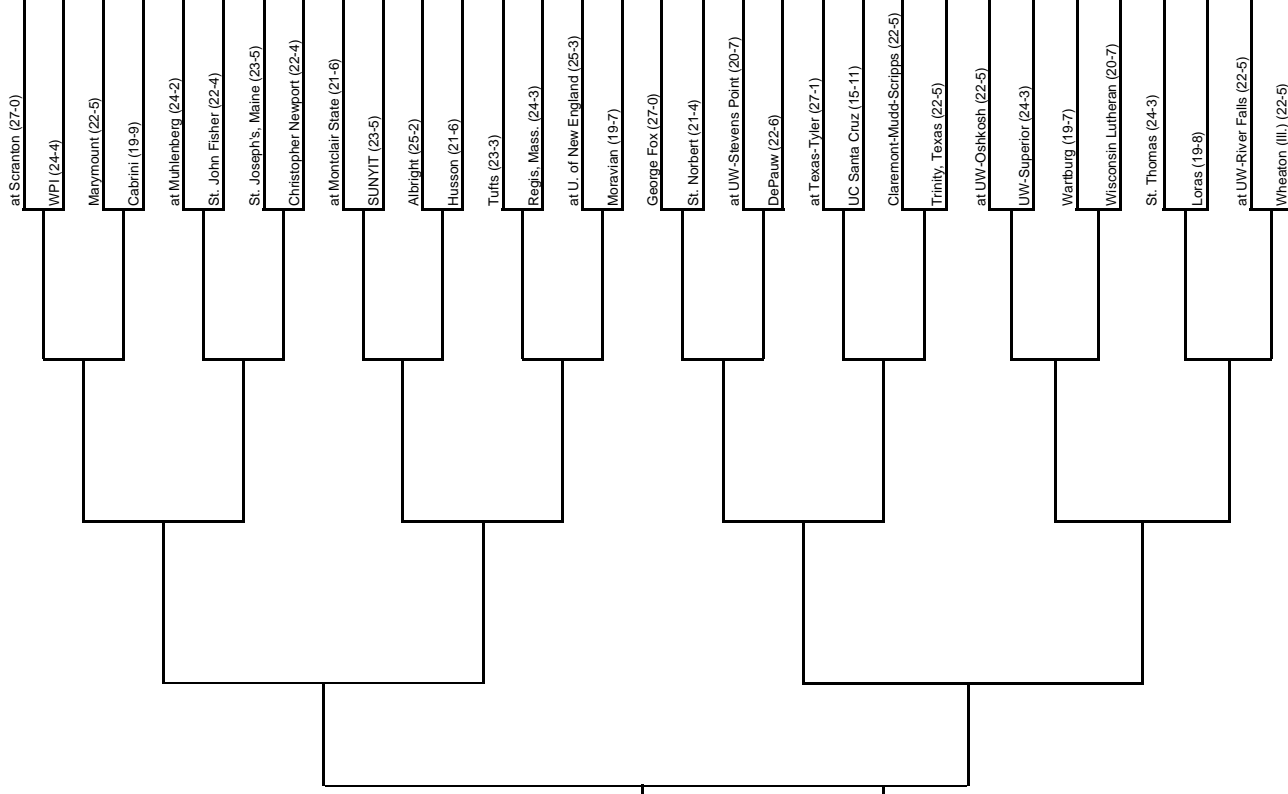 at Scranton (27-0)
WPI (24-4)
Marymount (22-5)
Cabrini (19-9)
at Muhlenberg (24-2)
St. John Fisher (22-4)
St. Joseph's, Maine (23-5)
Christopher Newport (22-4)
at Montclair State (21-6)
SUNYIT (23-5)
Albright (25-2)
Husson (21-6)
Tufts (23-3)
Regis, Mass. (24-3)
at U. of New England (25-3)
Moravian (19-7)
George Fox (27-0)
St. Norbert (21-4)
at UW-Stevens Point (20-7)
DePauw (22-6)
at Texas-Tyler (27-1)
UC Santa Cruz (15-11)
Claremont-Mudd-Scripps (22-5)
Trinity, Texas (22-5)
at UW-Oshkosh (22-5)
UW-Superior (24-3)
Wartburg (19-7)
Wisconsin Lutheran (20-7)
St. Thomas (24-3)
Loras (19-8)
at UW-River Falls (22-5)
Wheaton (Ill.) (22-5)